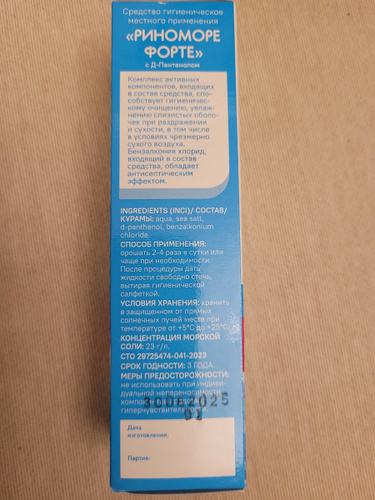 Средство гигиеническое
местного применения
«РИНОМОРЕ
ФОРТЕ»
с Д-Пантенолом
Комплекс активных
компонентов, входящих
в состав средства, спо-
собствует гигиеничес-
кому очищению, увлаж-
нению слизистых оболо-
чек при раздражении
и сухости, в том числе
в условиях чрезмерно
сухого воздуха.
Бензалкония хлорид,
входящий в состав
средства, обладает
антисептическим
эффектом.
INGREDIENTS (INCI)/ СОСТАВ/
ҚҰРАМЫ: aqua, sea salt,
d-panthenol, benzalkonium
chloride.
СПОСОБ ПРИМЕНЕНИЯ:
орошать 2-4 раза в сутки или
чаще при необходимости.
После процедуры дать
жидкости свободно стечь,
вытирая гигиенической
салфеткой.
УСЛОВИЯ ХРАНЕНИЯ: хранить
в защищенном от прямых
солнечных лучей месте при
температуре от +5°С до +25°С.
КОНЦЕНТРАЦИЯ МОРСКОЙ
СОЛИ: 23 г/л.
СТО 29725474-041-2023
СРОК ГОДНОСТИ: 3 ГОДА.
МЕРЫ ПРЕДОСТОРОЖНОСТИ:
не использовать при индиви-
дуальной непереносимости
гиперчувствительности.
Дата
изготовления:
Партия: